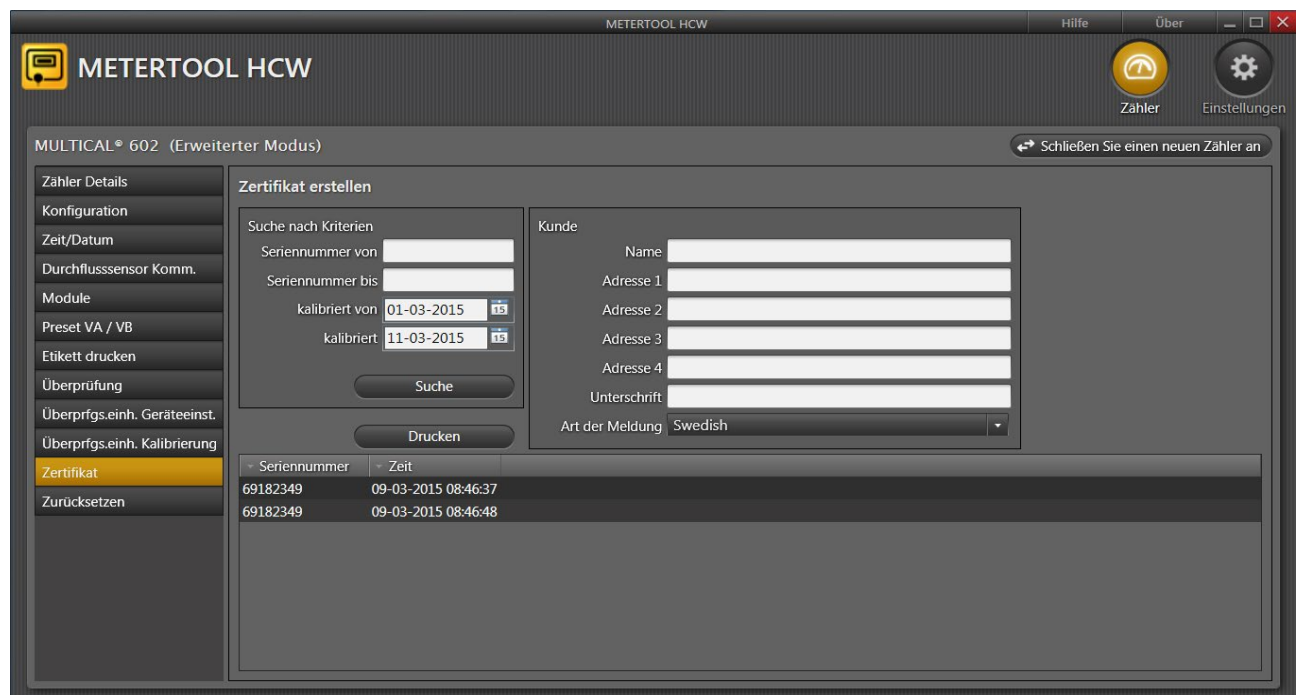 METERTOOL HCW
Hilfe
Über
METERTOOL HCW
Zähler
Einstellungen
MULTICAL® 602 (Erweiterter Modus)
Schließen Sie einen neuen Zähler an
Zähler Details
Konfiguration
Zeit/Datum
Durchflusssensor Komm.
Module
Preset VA / VB
Etikett drucken
Überprüfung
Überprfgs.einh. Geräteeinst.
Überprfgs.einh. Kalibrierung
Zertifikat
Zurücksetzen
Zertifikat erstellen
Suche nach Kriterien
Seriennummer von
Seriennummer bis
kalibriert von 01-03-2015 15
kalibriert 11-03-2015 15
Suche
Drucken
Kunde
Name
Adresse 1
Adresse 2
Adresse 3
Adresse 4
Unterschrift
Art der Meldung Swedish
Seriennummer Zeit
69182349 09-03-2015 08:46:37
69182349 09-03-2015 08:46:48